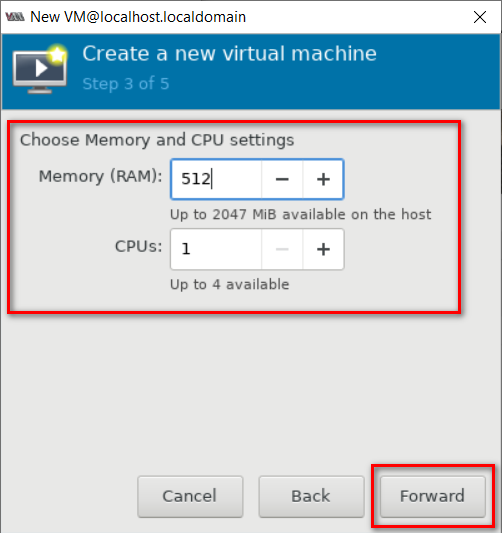 New VM@localhost.localdomain
Create a new virtual machine
Step 3 of 5
Choose Memory and CPU settings
Memory (RAM): 512 − +
Up to 2047 MiB available on the host
CPUs: 1 − +
Up to 4 available
Cancel Back Forward